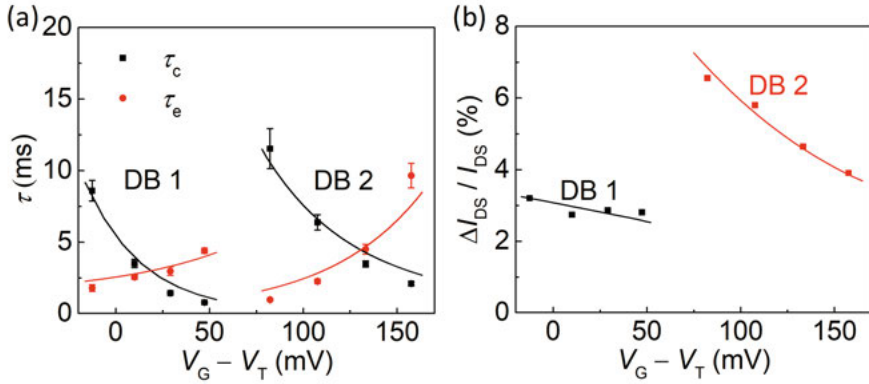 (a)
20
15
10
5
0
τ (ms)
τc
τe
DB 1
DB 2
0
50
100
150
VG – VT (mV)
(b)
8
6
4
2
0
ΔIDS / IDS (%)
DB 1
DB 2
0
50
100
150
VG – VT (mV)